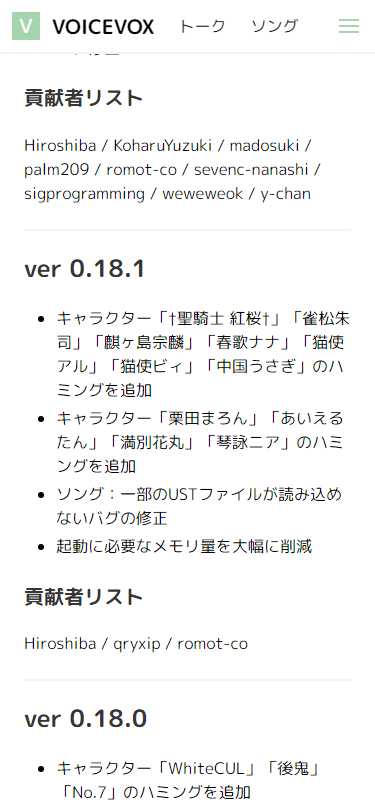 V VOICEVOX トーク ソング
貢献者リスト
Hiroshiba / KoharuYuzuki / madosuki /
palm209 / romot-co / sevenc-nanashi /
sigprogramming / weweweok / y-chan
ver 0.18.1
• キャラクター「†聖騎士 紅桜†」「雀松朱
司」「麒ヶ島宗麟」「春歌ナナ」「猫使
アル」「猫使ビィ」「中国うさぎ」のハ
ミングを追加
• キャラクター「栗田まろん」「あいえる
たん」「満別花丸」「琴詠ニア」のハミ
ングを追加
• ソング：一部のUSTファイルが読み込め
ないバグの修正
• 起動に必要なメモリ量を大幅に削減
貢献者リスト
Hiroshiba / qryxip / romot-co
ver 0.18.0
• キャラクター「WhiteCUL」「後鬼」
「No.7」のハミングを追加